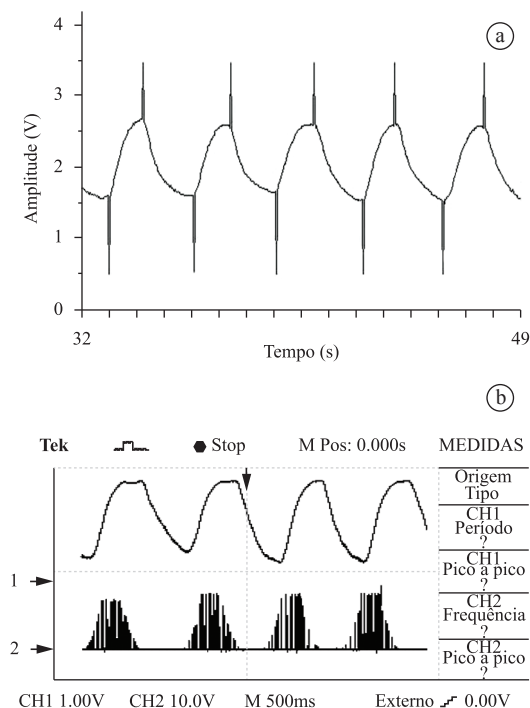 4
a
3
Amplitude (V)
2
1
0
32
49
Tempo (s)
b
Tek
Stop
M Pos: 0.000s
MEDIDAS
Origem
Tipo
CH1
Período
?
CH1
Pico a pico
?
CH2
Frequência
?
CH2
Pico a pico
?
1
2
CH1 1.00V
CH2 10.0V
M 500ms
Externo
0.00V